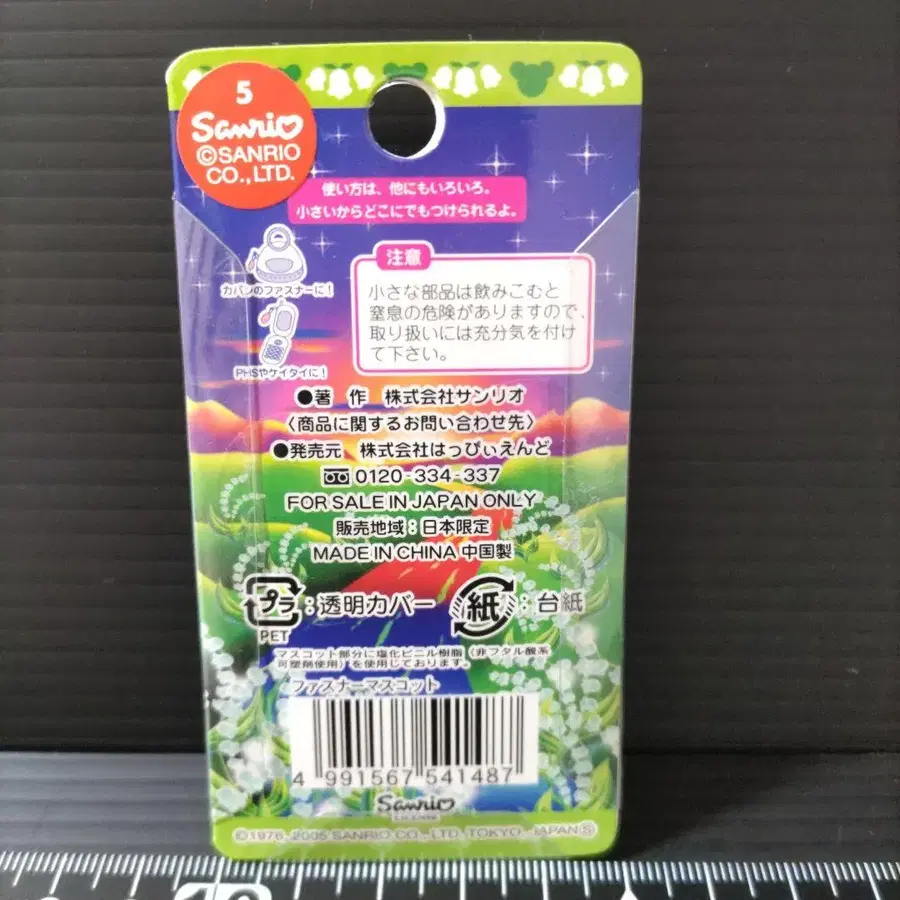 5
Sanrio
©SANRIO
CO.,LTD.
使い方は、他にもいろいろ。
小さいからどこにでもつけられるよ。
カバンのファスナーに!
PHSやケイタイに!
注意
小さな部品は飲みこむと
窒息の危険がありますので、
取り扱いには充分気を付け
て下さい。
●著 作 株式会社サンリオ
〈商品に関するお問い合わせ先〉
●発売元 株式会社はっぴぃえんど
0120-334-337
FOR SALE IN JAPAN ONLY
販売地域:日本限定
MADE IN CHINA 中国製
プラ:透明カバー 紙:台紙
PET
マスコット部分に塩化ビニル樹脂(非フタル酸系
可塑剤使用)を使用しております。
ファスナーマスコット
4 991567 541487
Sanrio
©1976, 2005 SANRIO CO., LTD. TOKYO, JAPAN Ⓢ